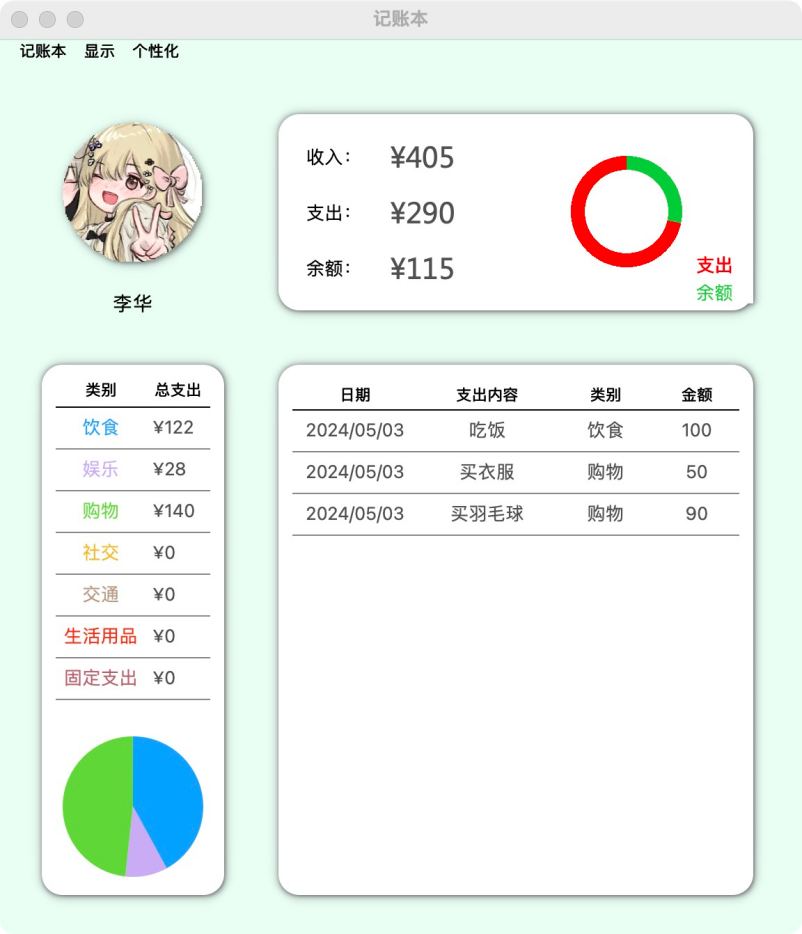 记账本
记账本 显示 个性化
收入： ¥405
支出： ¥290
余额： ¥115
支出
余额
李华
类别 总支出
饮食 ¥122
娱乐 ¥28
购物 ¥140
社交 ¥0
交通 ¥0
生活用品 ¥0
固定支出 ¥0
日期 支出内容 类别 金额
2024/05/03 吃饭 饮食 100
2024/05/03 买衣服 购物 50
2024/05/03 买羽毛球 购物 90